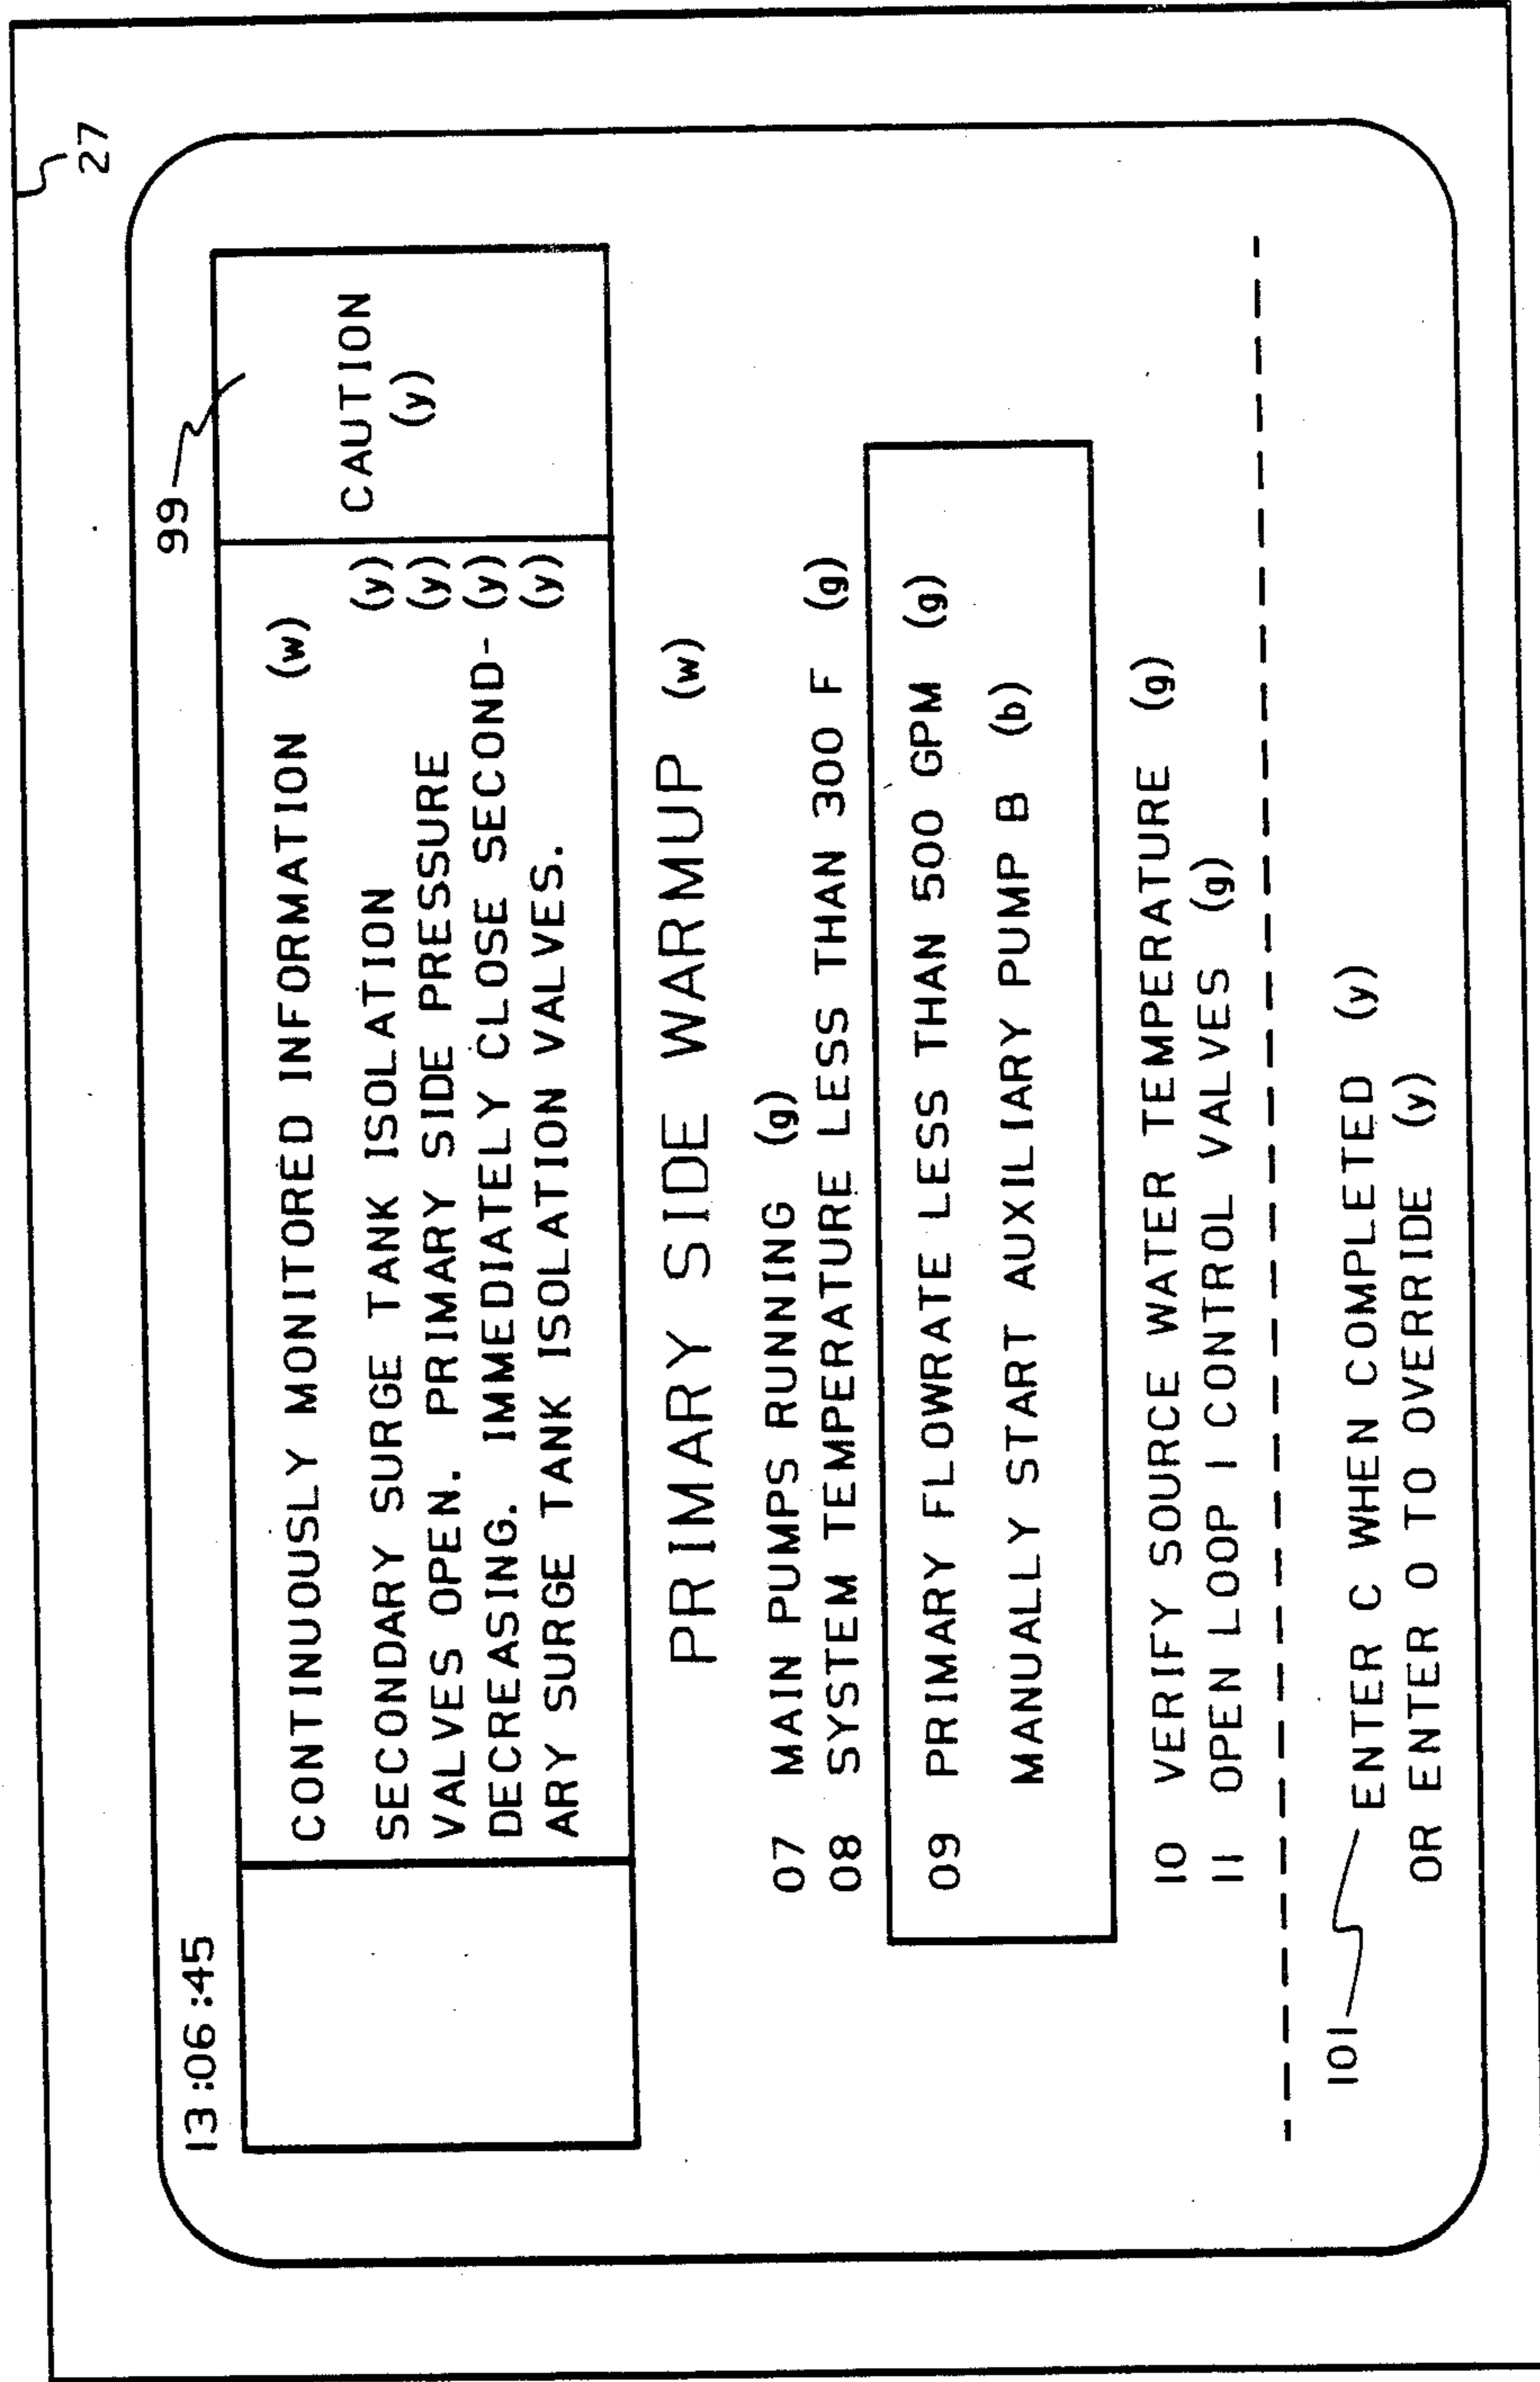 27
99
13:06:45
CONTINUOUSLY MONITORED INFORMATION (w)
SECONDARY SURGE TANK ISOLATION (y)
VALVES OPEN. PRIMARY SIDE PRESSURE (y)
DECREASING. IMMEDIATELY CLOSE SECOND- (y)
ARY SURGE TANK ISOLATION VALVES. (y)
CAUTION
(y)
PRIMARY SIDE WARMUP (w)
07 MAIN PUMPS RUNNING (g)
08 SYSTEM TEMPERATURE LESS THAN 300 F (g)
09 PRIMARY FLOWRATE LESS THAN 500 GPM (g)
MANUALLY START AUXILIARY PUMP B (b)
10 VERIFY SOURCE WATER TEMPERATURE (g)
11 OPEN LOOP 1 CONTROL VALVES (g)
101
ENTER C WHEN COMPLETED (y)
OR ENTER O TO OVERRIDE (y)